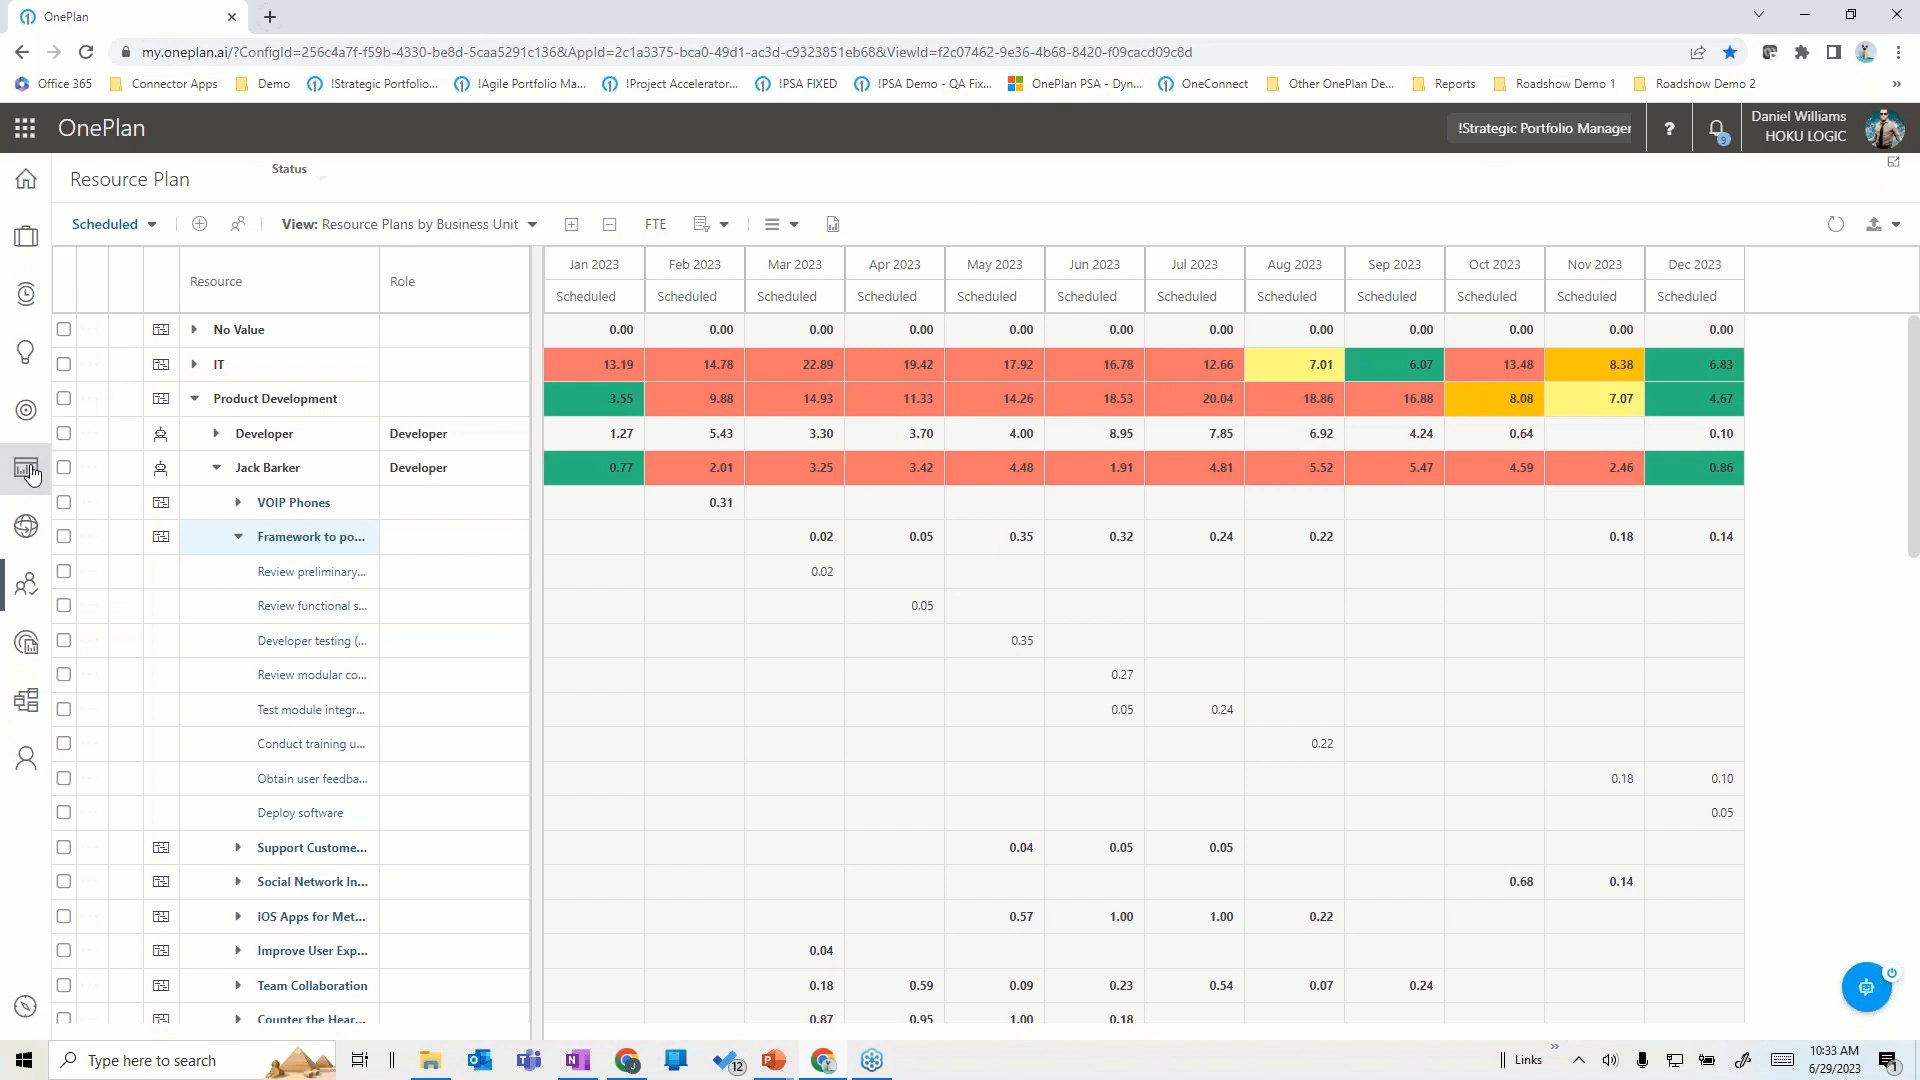 OnePlan
my.oneplan.ai/?ConfigId=256c4a7f-f59b-4330-be8d-5caa5291c136&AppId=2c1a3375-bca0-49d1-ac3d-c9323851eb68&ViewId=f2c07462-9e36-4b68-8420-f09cacd09c8d
Office 365 Connector Apps Demo !Strategic Portfolio... !Agile Portfolio Ma... !Project Accelerator... !PSA FIXED !PSA Demo - QA Fix... OnePlan PSA - Dyn... OneConnect Other OnePlan De... Reports Roadshow Demo 1 Roadshow Demo 2 »
OnePlan !Strategic Portfolio Manager ? 9 Daniel Williams
HOKU LOGIC
Resource Plan Status
Scheduled View: Resource Plans by Business Unit FTE
Resource Role Jan 2023 Feb 2023 Mar 2023 Apr 2023 May 2023 Jun 2023 Jul 2023 Aug 2023 Sep 2023 Oct 2023 Nov 2023 Dec 2023
Scheduled Scheduled Scheduled Scheduled Scheduled Scheduled Scheduled Scheduled Scheduled Scheduled Scheduled Scheduled
No Value 0.00 0.00 0.00 0.00 0.00 0.00 0.00 0.00 0.00 0.00 0.00 0.00
IT 13.19 14.78 22.89 19.42 17.92 16.78 12.66 7.01 6.07 13.48 8.38 6.83
Product Development 3.55 9.88 14.93 11.33 14.26 18.53 20.04 18.86 16.88 8.08 7.07 4.67
Developer Developer 1.27 5.43 3.30 3.70 4.00 8.95 7.85 6.92 4.24 0.64 0.10
Jack Barker Developer 0.77 2.01 3.25 3.42 4.48 1.91 4.81 5.52 5.47 4.59 2.46 0.86
VOIP Phones 0.31
Framework to po... 0.02 0.05 0.35 0.32 0.24 0.22 0.18 0.14
Review preliminary... 0.02
Review functional s... 0.05
Developer testing (... 0.35
Review modular co... 0.27
Test module integr... 0.05 0.24
Conduct training u... 0.22
Obtain user feedba... 0.18 0.10
Deploy software 0.05
Support Custome... 0.04 0.05 0.05
Social Network In... 0.68 0.14
iOS Apps for Met... 0.57 1.00 1.00 0.22
Improve User Exp... 0.04
Team Collaboration 0.18 0.59 0.09 0.23 0.54 0.07 0.24
Counter the Hear... 0.87 0.95 1.00 0.18
Type here to search 12 Links » 10:33 AM
6/29/2023 1